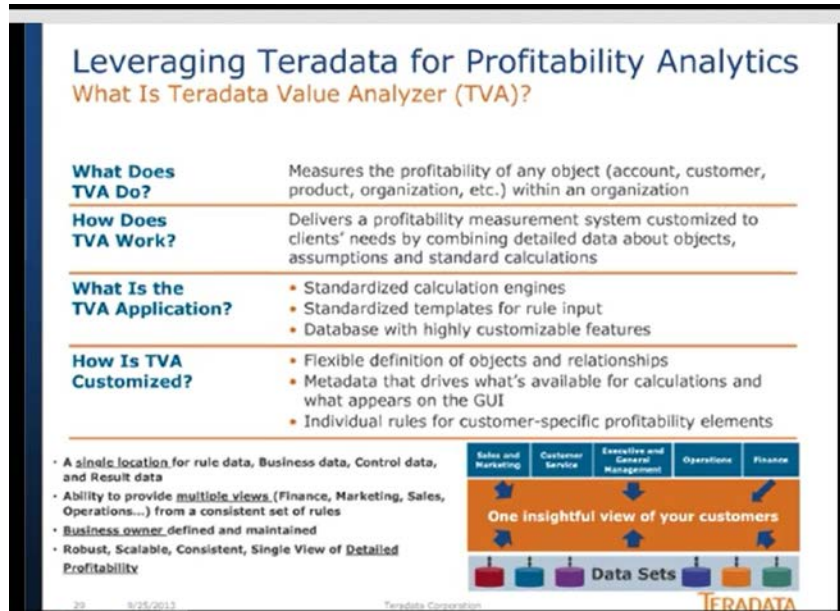 Leveraging Teradata for Profitability Analytics
What Is Teradata Value Analyzer (TVA)?
What Does
TVA Do?
Measures the profitability of any object (account, customer,
product, organization, etc.) within an organization
How Does
TVA Work?
Delivers a profitability measurement system customized to
clients' needs by combining detailed data about objects,
assumptions and standard calculations
What Is the
TVA Application?
• Standardized calculation engines
• Standardized templates for rule input
• Database with highly customizable features
How Is TVA
Customized?
• Flexible definition of objects and relationships
• Metadata that drives what's available for calculations and
what appears on the GUI
• Individual rules for customer-specific profitability elements
• A single location for rule data, Business data, Control data,
and Result data
• Ability to provide multiple views (Finance, Marketing, Sales,
Operations...) from a consistent set of rules
• Business owner defined and maintained
• Robust, Scalable, Consistent, Single View of Detailed
Profitability
Sales and
Marketing
Customer
Service
Executive and
General
Management
Operations
Finance
One insightful view of your customers
Data Sets
29 9/25/2013 Teradata Corporation
TERADATA